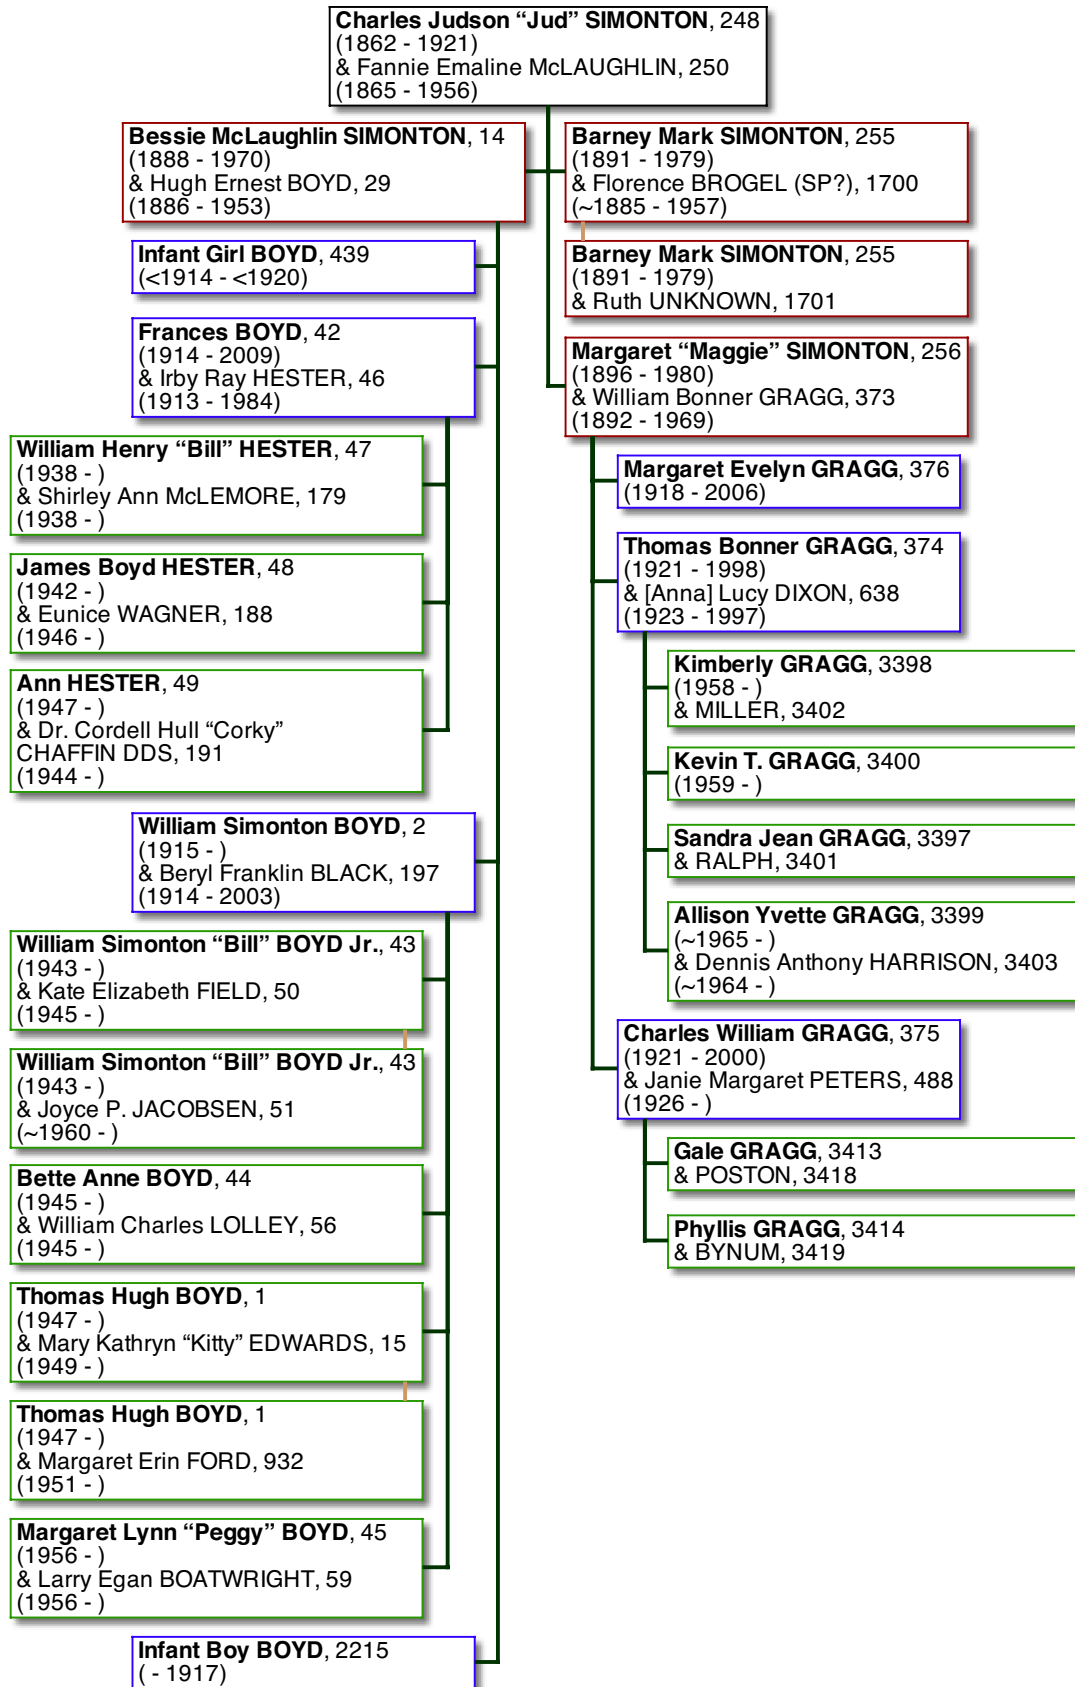 Charles Judson “Jud” SIMONTON, 248
(1862 - 1921)
& Fannie Emaline McLAUGHLIN, 250
(1865 - 1956)
Bessie McLaughlin SIMONTON, 14
(1888 - 1970)
& Hugh Ernest BOYD, 29
(1886 - 1953)
Infant Girl BOYD, 439
(<1914 - <1920)
Frances BOYD, 42
(1914 - 2009)
& Irby Ray HESTER, 46
(1913 - 1984)
William Henry “Bill” HESTER, 47
(1938 - )
& Shirley Ann McLEMORE, 179
(1938 - )
James Boyd HESTER, 48
(1942 - )
& Eunice WAGNER, 188
(1946 - )
Ann HESTER, 49
(1947 - )
& Dr. Cordell Hull “Corky”
CHAFFIN DDS, 191
(1944 - )
William Simonton BOYD, 2
(1915 - )
& Beryl Franklin BLACK, 197
(1914 - 2003)
William Simonton “Bill” BOYD Jr., 43
(1943 - )
& Kate Elizabeth FIELD, 50
(1945 - )
William Simonton “Bill” BOYD Jr., 43
(1943 - )
& Joyce P. JACOBSEN, 51
(~1960 - )
Bette Anne BOYD, 44
(1945 - )
& William Charles LOLLEY, 56
(1945 - )
Thomas Hugh BOYD, 1
(1947 - )
& Mary Kathryn “Kitty” EDWARDS, 15
(1949 - )
Thomas Hugh BOYD, 1
(1947 - )
& Margaret Erin FORD, 932
(1951 - )
Margaret Lynn “Peggy” BOYD, 45
(1956 - )
& Larry Egan BOATWRIGHT, 59
(1956 - )
Infant Boy BOYD, 2215
( - 1917)
Barney Mark SIMONTON, 255
(1891 - 1979)
& Florence BROGEL (SP?), 1700
(~1885 - 1957)
Barney Mark SIMONTON, 255
(1891 - 1979)
& Ruth UNKNOWN, 1701
Margaret “Maggie” SIMONTON, 256
(1896 - 1980)
& William Bonner GRAGG, 373
(1892 - 1969)
Margaret Evelyn GRAGG, 376
(1918 - 2006)
Thomas Bonner GRAGG, 374
(1921 - 1998)
& [Anna] Lucy DIXON, 638
(1923 - 1997)
Kimberly GRAGG, 3398
(1958 - )
& MILLER, 3402
Kevin T. GRAGG, 3400
(1959 - )
Sandra Jean GRAGG, 3397
& RALPH, 3401
Allison Yvette GRAGG, 3399
(~1965 - )
& Dennis Anthony HARRISON, 3403
(~1964 - )
Charles William GRAGG, 375
(1921 - 2000)
& Janie Margaret PETERS, 488
(1926 - )
Gale GRAGG, 3413
& POSTON, 3418
Phyllis GRAGG, 3414
& BYNUM, 3419